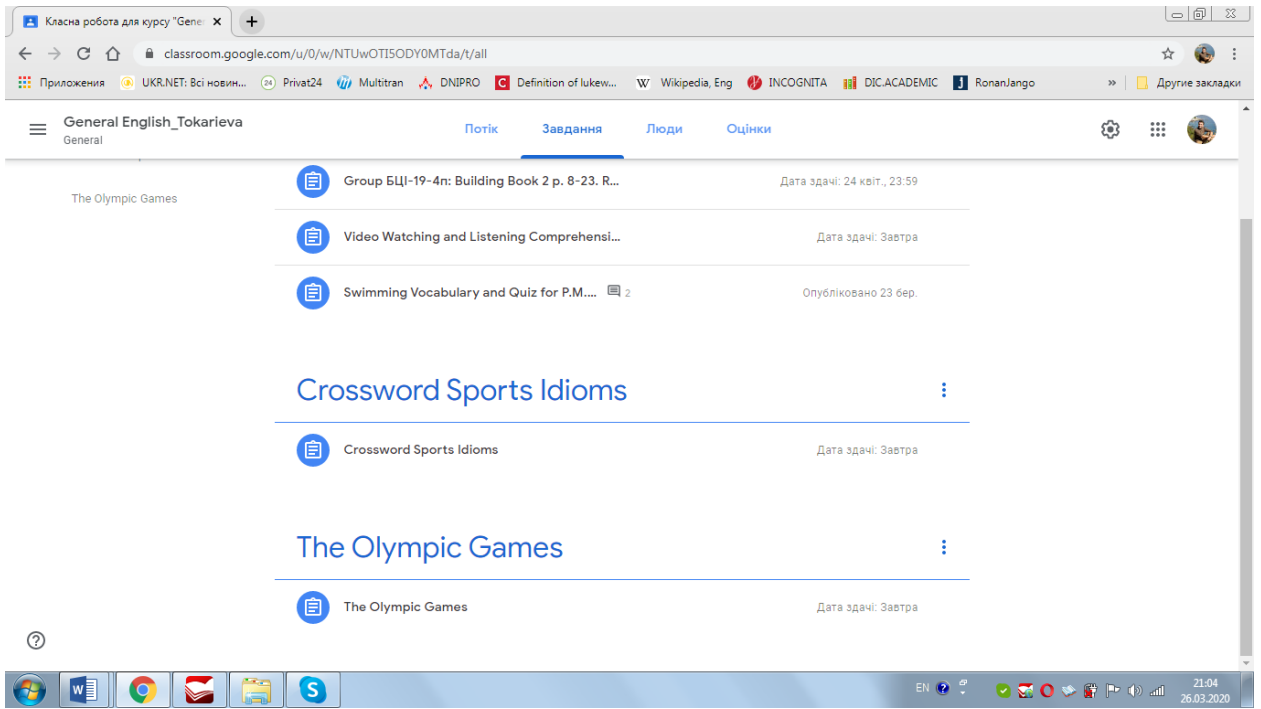 Класна робота для курсу "Gener
classroom.google.com/u/0/w/NTUwOTI5ODY0MTda/t/all
Приложения UKR.NET: Всі новин... Privat24 Multitran DNIPRO Definition of lukew... Wikipedia, Eng INCOGNITA DIC.ACADEMIC RonanJango » Другие закладки
General English_Tokarieva
General
Потік Завдання Люди Оцінки
The Olympic Games
Group БЦІ-19-4п: Building Book 2 p. 8-23. R... Дата здачі: 24 квіт., 23:59
Video Watching and Listening Comprehensi... Дата здачі: Завтра
Swimming Vocabulary and Quiz for P.M.... 2 Опубліковано 23 бер.
Crossword Sports Idioms
Crossword Sports Idioms Дата здачі: Завтра
The Olympic Games
The Olympic Games Дата здачі: Завтра
EN 21:04
26.03.2020